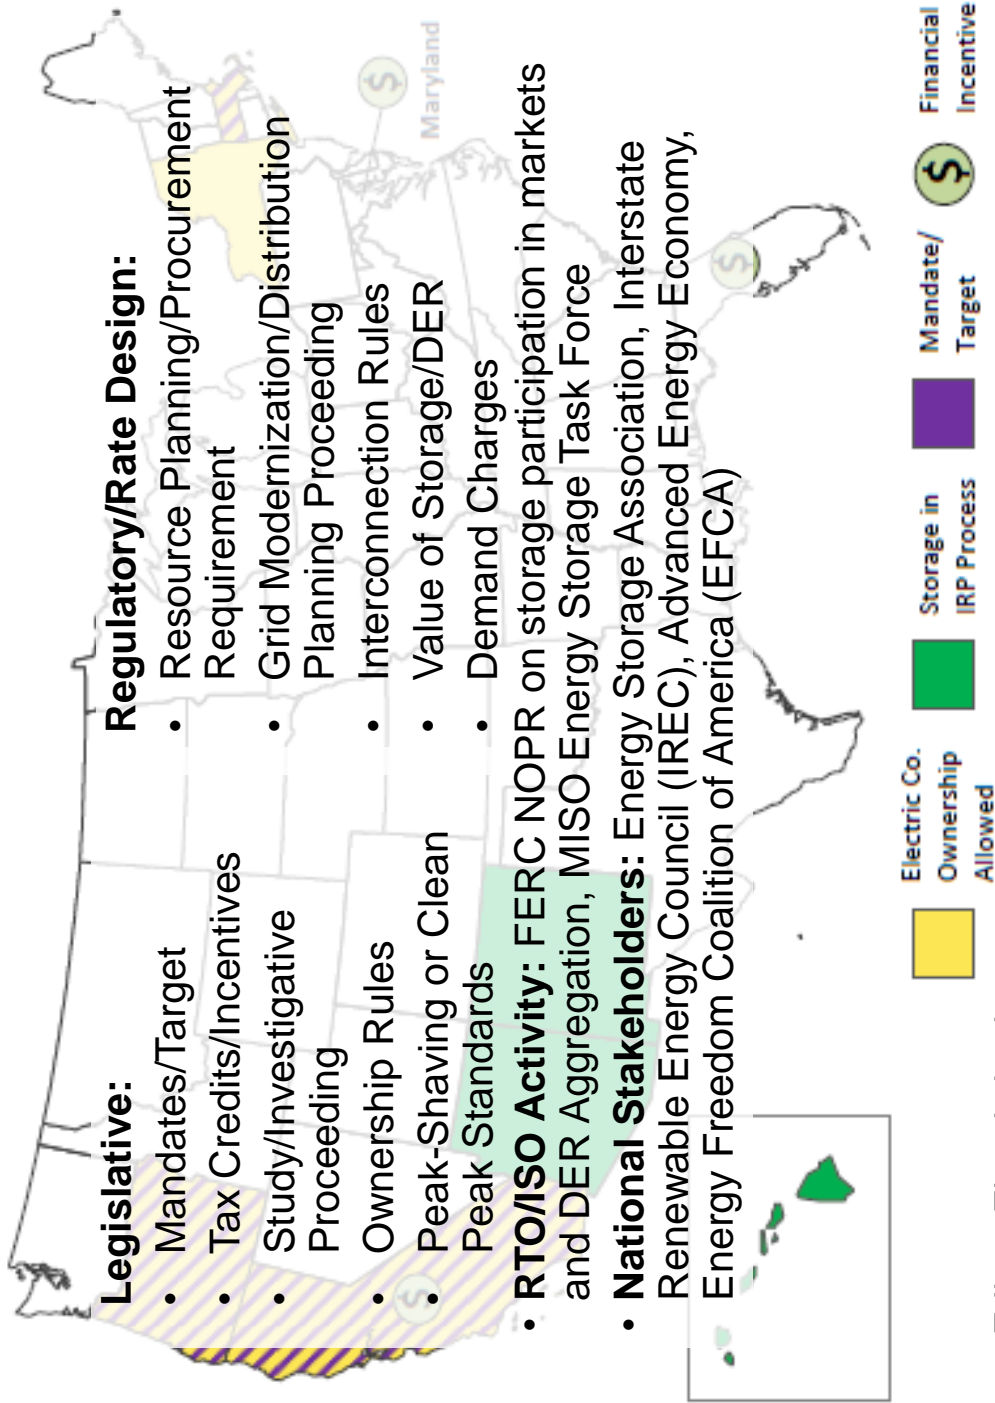 Legislative:
• Mandates/Target
• Tax Credits/Incentives
• Study/Investigative
Proceeding
• Ownership Rules
• Peak-Shaving or Clean
Peak Standards
Regulatory/Rate Design:
• Resource Planning/Procurement
Requirement
• Grid Modernization/Distribution
Planning Proceeding
• Interconnection Rules
• Value of Storage/DER
• Demand Charges
• RTO/ISO Activity: FERC NOPR on storage participation in markets
and DER Aggregation, MISO Energy Storage Task Force
• National Stakeholders: Energy Storage Association, Interstate
Renewable Energy Council (IREC), Advanced Energy Economy,
Energy Freedom Coalition of America (EFCA)
$
Maryland
$
$
Electric Co.
Ownership
Allowed
Storage in
IRP Process
Mandate/
Target
$
Financial
Incentive